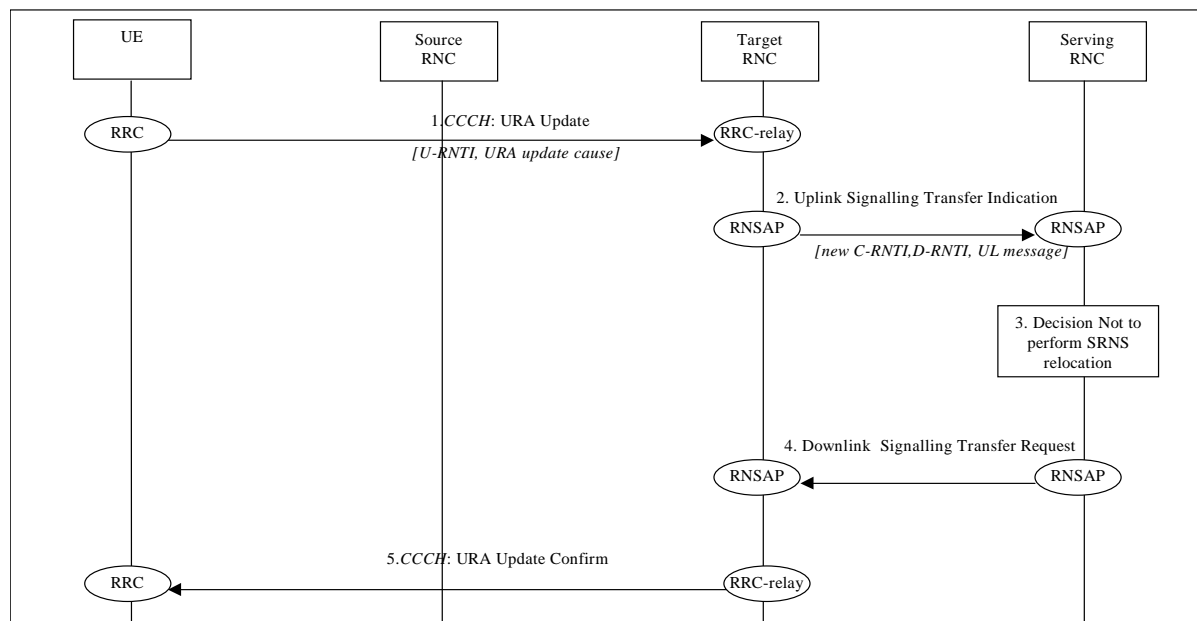 UE
Source
RNC
Target
RNC
Serving
RNC
1.CCCH: URA Update
RRC
RRC-relay
[U-RNTI, URA update cause]
2. Uplink Signalling Transfer Indication
RNSAP
RNSAP
[new C-RNTI,D-RNTI, UL message]
3. Decision Not to
perform SRNS
relocation
4. Downlink Signalling Transfer Request
RNSAP
RNSAP
5.CCCH: URA Update Confirm
RRC
RRC-relay